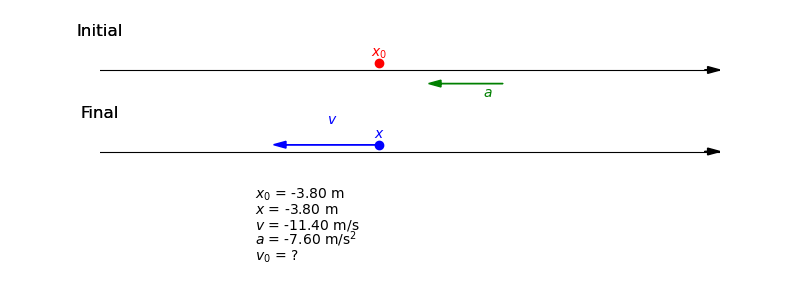 Initial
x₀
a
Final
v
x
x₀ = -3.80 m
x = -3.80 m
v = -11.40 m/s
a = -7.60 m/s²
v₀ = ?